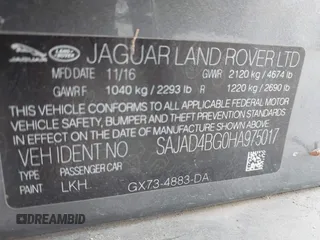 JAGUAR LAND ROVER JAGUAR LAND ROVER LTD
MFD DATE 11/16 GVWR 2120 kg / 4674 lb
GAWR F 1040 kg / 2293 lb R 1220 kg / 2690 lb
THIS VEHICLE CONFORMS TO ALL APPLICABLE FEDERAL MOTOR
VEHICLE SAFETY, BUMPER AND THEFT PREVENTION STANDARDS
IN EFFECT ON THE DATE OF MANUFACTURE SHOWN ABOVE
VEH IDENT NO SAJAD4BG0HA975017
TYPE PASSENGER CAR
PAINT LKH GX73-4883-DA
DREAMBID